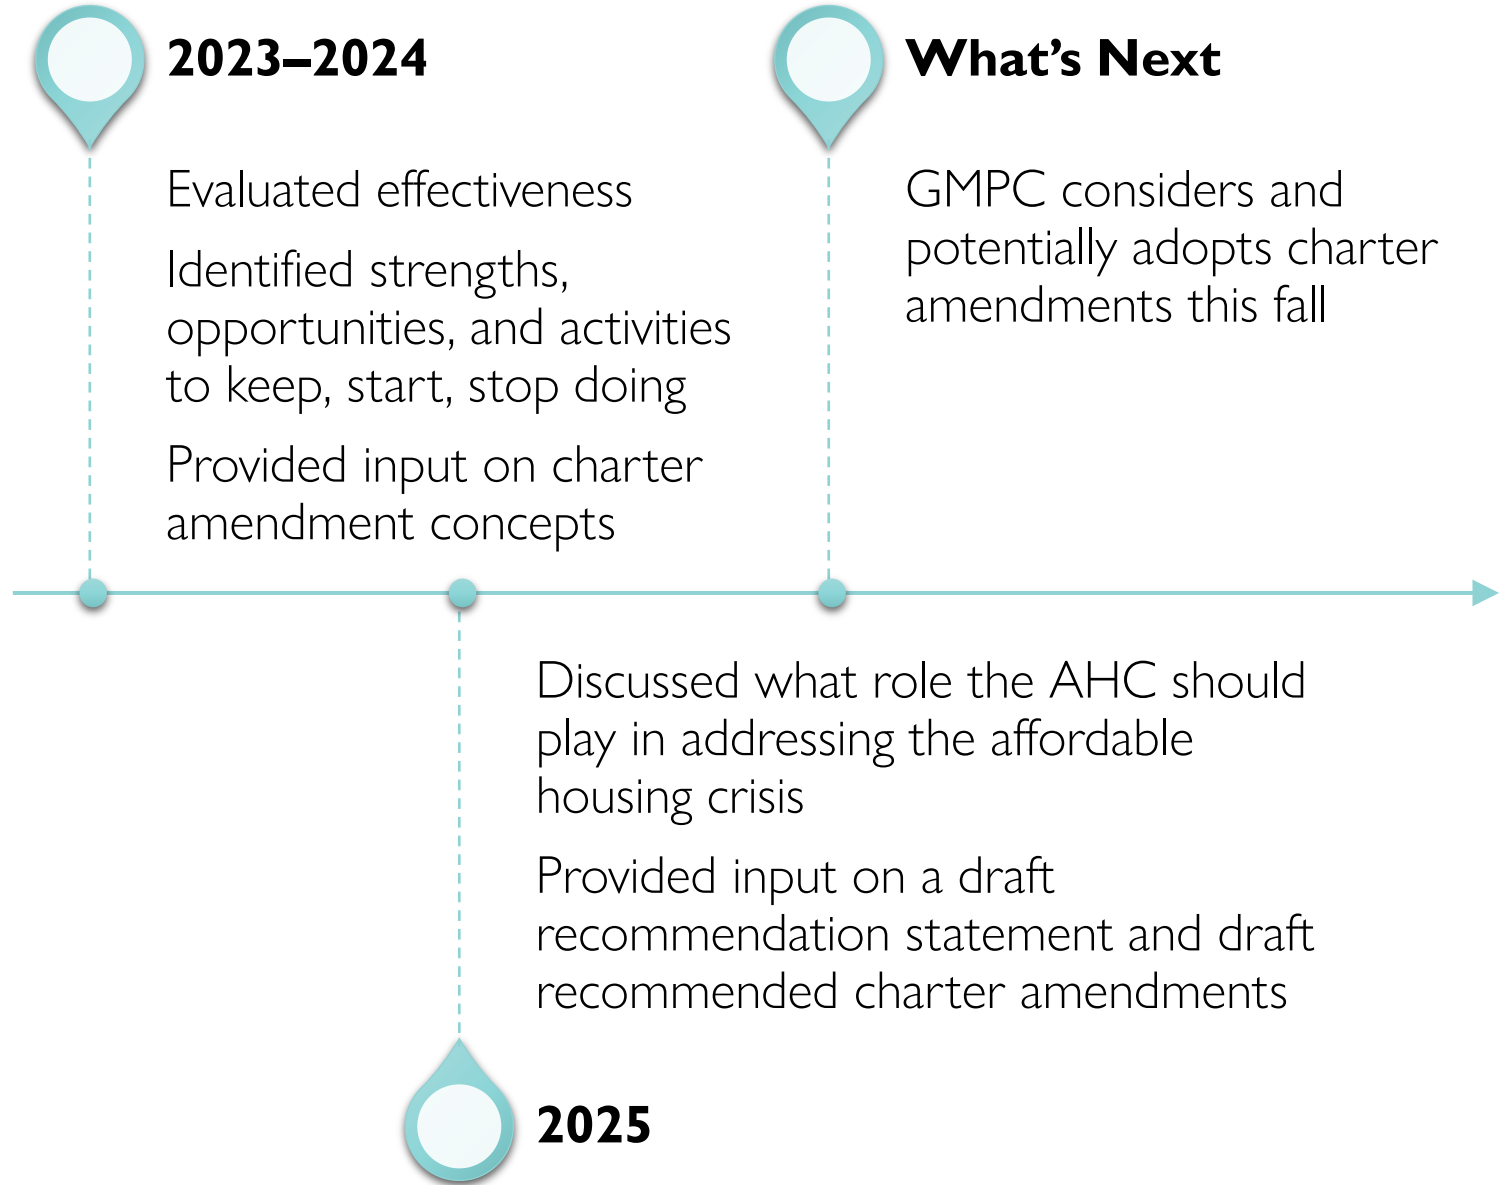 2023–2024
Evaluated effectiveness
Identified strengths,
opportunities, and activities
to keep, start, stop doing
Provided input on charter
amendment concepts
What’s Next
GMPC considers and
potentially adopts charter
amendments this fall
Discussed what role the AHC should
play in addressing the affordable
housing crisis
Provided input on a draft
recommendation statement and draft
recommended charter amendments
2025